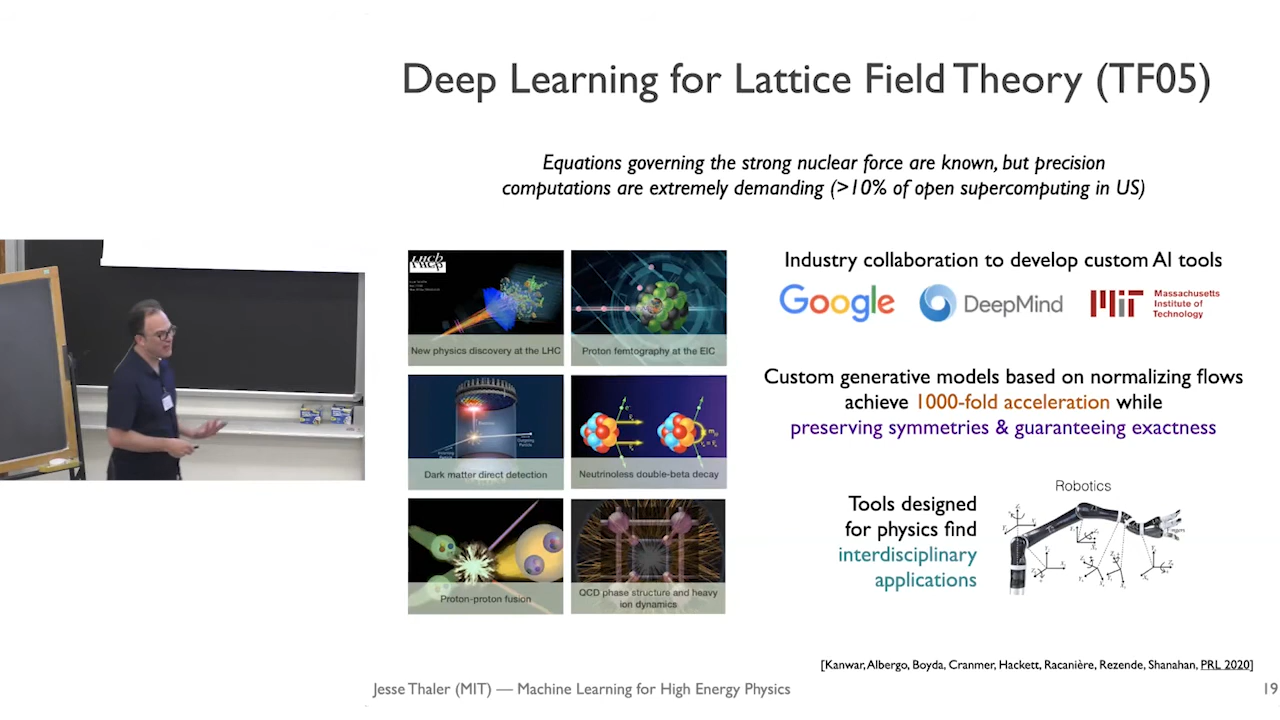 Deep Learning for Lattice Field Theory (TF05)
Equations governing the strong nuclear force are known, but precision
computations are extremely demanding (>10% of open supercomputing in US)
LHCb
New physics discovery at the LHC
Proton femtography at the EIC
Dark matter direct detection
Neutrinoless double-beta decay
Proton-proton fusion
QCD phase structure and heavy
ion dynamics
Industry collaboration to develop custom AI tools
Google
DeepMind
Massachusetts
Institute of
Technology
Custom generative models based on normalizing flows
achieve 1000-fold acceleration while
preserving symmetries & guaranteeing exactness
Tools designed
for physics find
interdisciplinary
applications
Robotics
[Kanwar, Albergo, Boyda, Cranmer, Hackett, Racanière, Rezende, Shanahan, PRL 2020]
Jesse Thaler (MIT) — Machine Learning for High Energy Physics
19